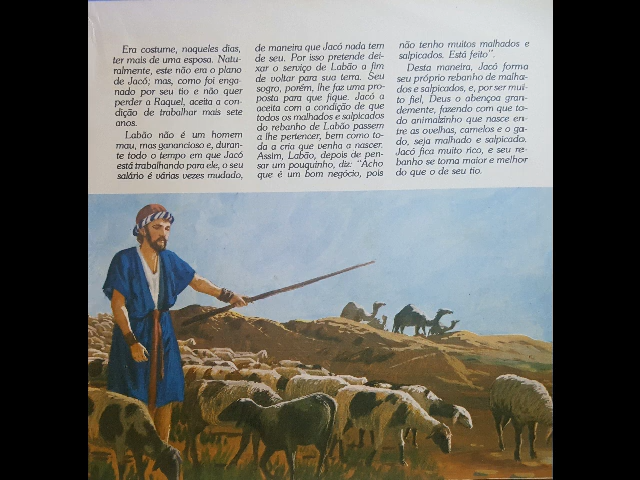 Era costume, naqueles dias,
ter mais de uma esposa. Natu-
ralmente, este não era o plano
de Jacó; mas, como foi enga-
nado por seu tio e não quer
perder a Raquel, aceita a con-
dição de trabalhar mais sete
anos.
Labão não é um homem
mau, mas ganancioso e, duran-
te todo o tempo em que Jacó
está trabalhando para ele, o seu
salário é várias vezes mudado,
de maneira que Jacó nada tem
de seu. Por isso pretende dei-
xar o serviço de Labão a fim
de voltar para sua terra. Seu
sogro, porém, lhe faz uma pro-
posta para que fique. Jacó a
aceita com a condição de que
todos os malhados e salpicados
do rebanho de Labão passem
a lhe pertencer, bem como to-
da a cria que venha a nascer.
Assim, Labão, depois de pen-
sar um pouquinho, diz: "Acho
que é um bom negócio, pois
não tenho muitos malhados e
salpicados. Está feito".
Desta maneira, Jacó forma
seu próprio rebanho de malha-
dos e salpicados, e, por ser mui-
to fiel, Deus o abençoa gran-
demente, fazendo com que to-
do animalzinho que nasce en-
tre as ovelhas, camelos e o ga-
do, seja malhado e salpicado.
Jacó fica muito rico, e seu re-
banho se torna maior e melhor
do que o de seu tio.